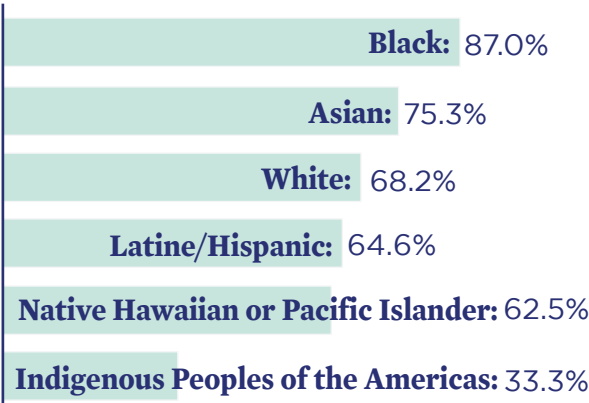 Black: 87.0%
Asian: 75.3%
White: 68.2%
Latine/Hispanic: 64.6%
Native Hawaiian or Pacific Islander: 62.5%
Indigenous Peoples of the Americas: 33.3%